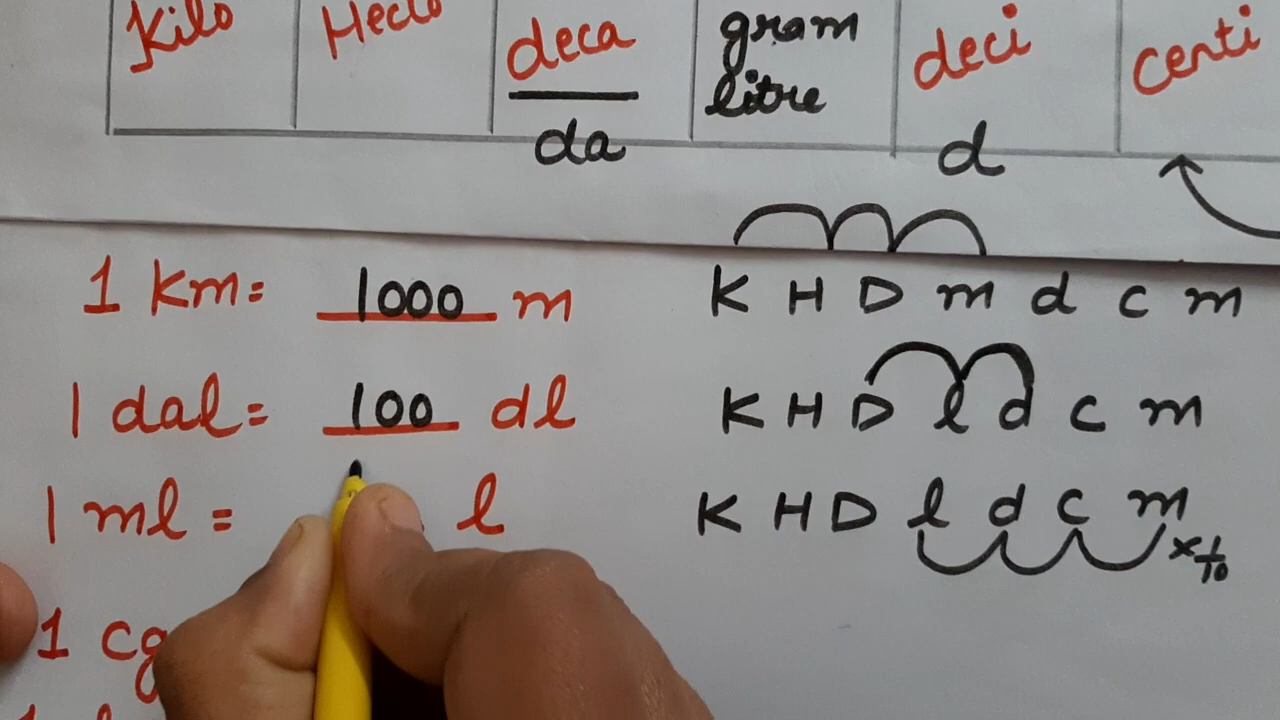 Kilo Hecto deca gram deci centi
litre
da d
1 Km= 1000 m K H D m d c m
1 dal= 100 dl K H D l d c m
1 ml= l K H D l d c m
×1/10
1 cg